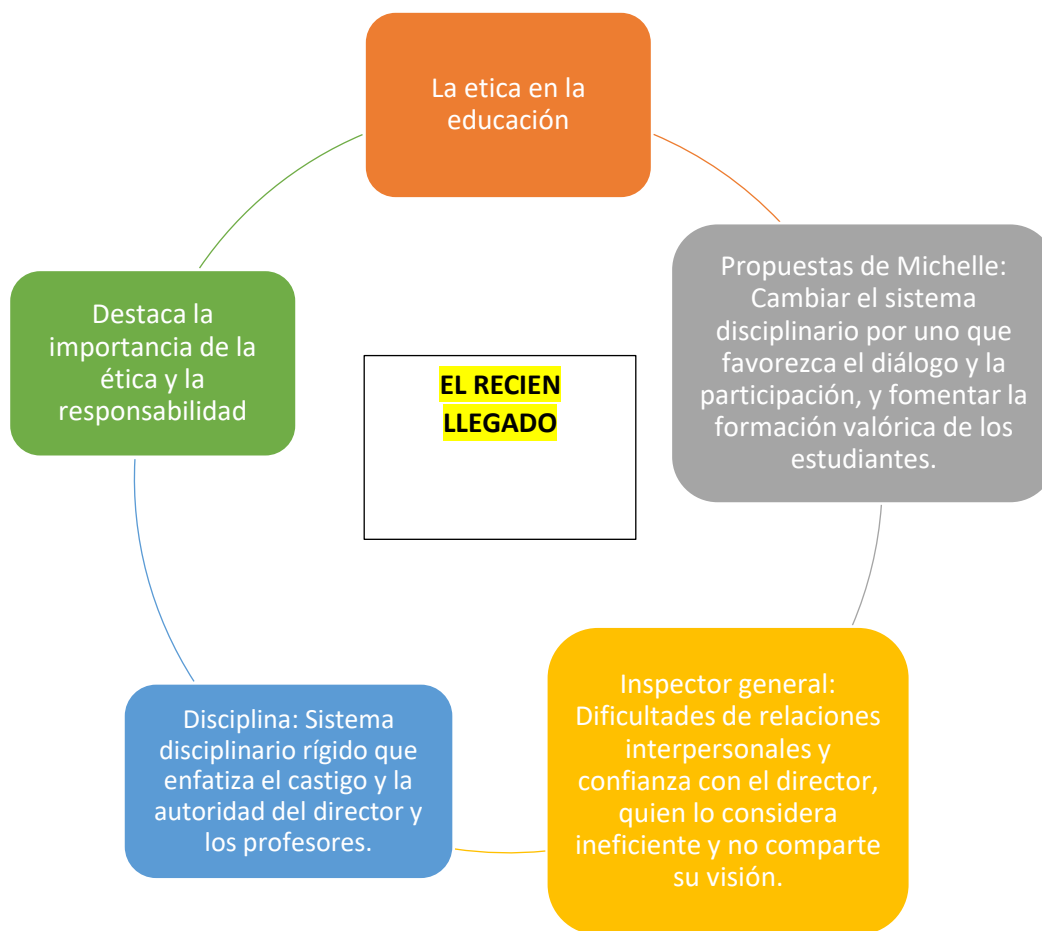 La etica en la
educación
Propuestas de Michelle:
Cambiar el sistema
disciplinario por uno que
favorezca el diálogo y la
participación, y fomentar la
formación valórica de los
estudiantes.
Destaca la
importancia de la
ética y la
responsabilidad
EL RECIEN
LLEGADO
Inspector general:
Dificultades de relaciones
interpersonales y
confianza con el director,
quien lo considera
ineficiente y no comparte
su visión.
Disciplina: Sistema
disciplinario rígido que
enfatiza el castigo y la
autoridad del director y
los profesores.